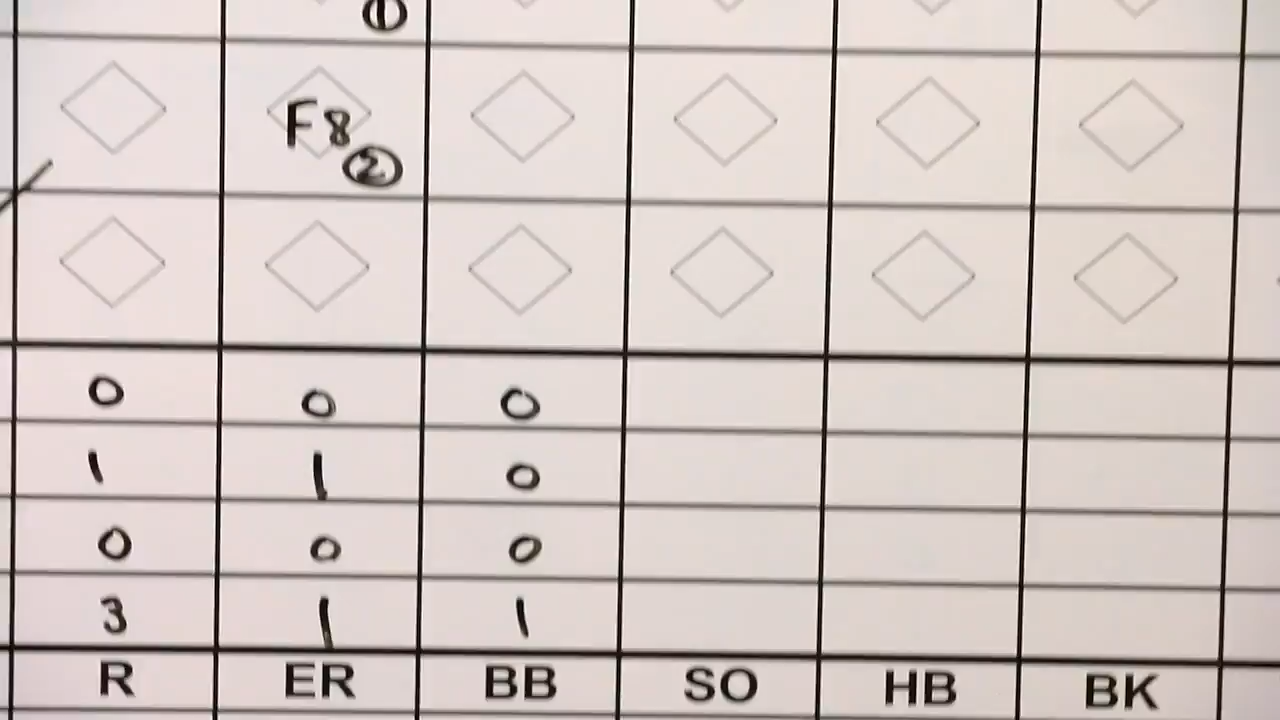 ①
F8
②
0 0 0
1 1 0
0 0 0
3 1 1
R ER BB SO HB BK